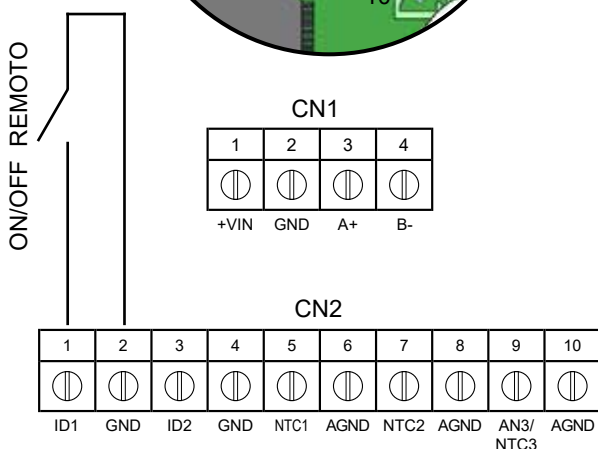 ON/OFF REMOTO
CN1
1 2 3 4
+VIN GND A+ B-
CN2
1 2 3 4 5 6 7 8 9 10
ID1 GND ID2 GND NTC1 AGND NTC2 AGND AN3/ AGND
NTC3